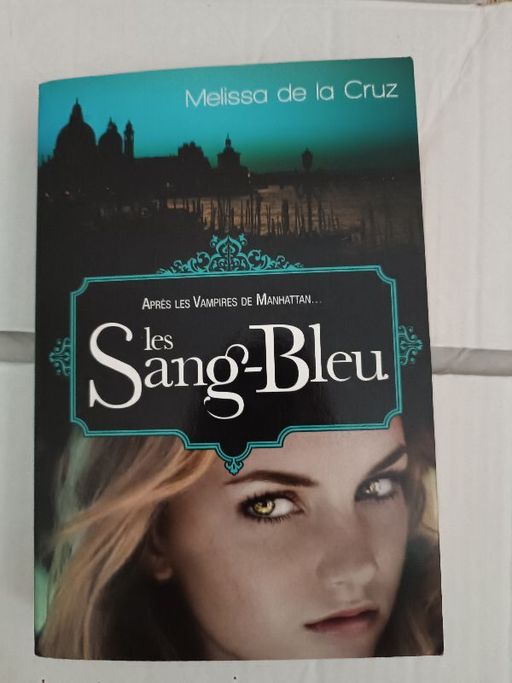 Melissa de la Cruz
Après les Vampires de Manhattan...
les
Sang-Bleu